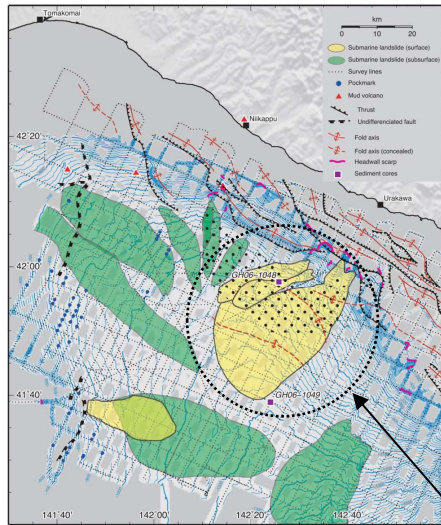 Tomakomai
km
0 10 20
Submarine landslide (surface)
Submarine landslide (subsurface)
Survey lines
Pockmark
Mud volcano
Thrust
Undifferenciated fault
Fold axis
Fold axis (concealed)
Headwall scarp
Sediment cores
Niikappu
42˚20'
Urakawa
42˚00'
GH06-1048
41˚40'
GH06-1049
141˚40' 142˚00' 142˚20' 142˚40'